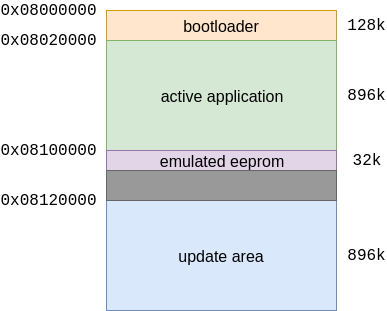 0x08000000
bootloader 128k
0x08020000
active application 896k
0x08100000
emulated eeprom 32k
0x08120000
update area 896k